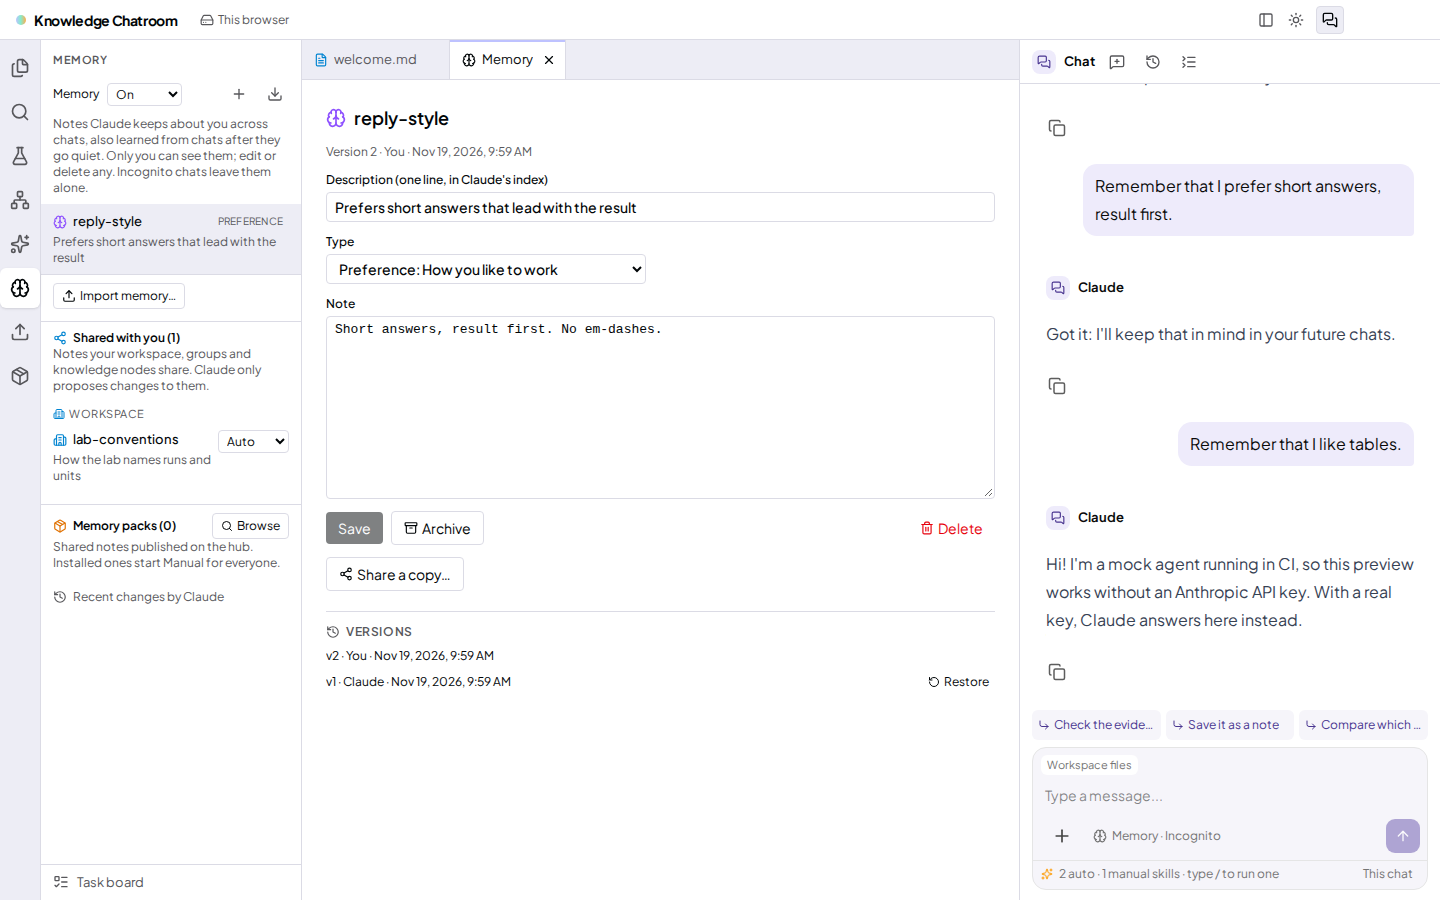 Knowledge Chatroom
This browser
MEMORY
Memory
On
Notes Claude keeps about you across
chats, also learned from chats after they
go quiet. Only you can see them; edit or
delete any. Incognito chats leave them
alone.
reply-style
PREFERENCE
Prefers short answers that lead with the
result
Import memory...
Shared with you (1)
Notes your workspace, groups and
knowledge nodes share. Claude only
proposes changes to them.
WORKSPACE
lab-conventions
Auto
How the lab names runs and
units
Memory packs (0)
Browse
Shared notes published on the hub.
Installed ones start Manual for everyone.
Recent changes by Claude
Task board
welcome.md
Memory
reply-style
Version 2 · You · Nov 19, 2026, 9:59 AM
Description (one line, in Claude's index)
Prefers short answers that lead with the result
Type
Preference: How you like to work
Note
Short answers, result first. No em-dashes.
Save
Archive
Delete
Share a copy...
VERSIONS
v2 · You · Nov 19, 2026, 9:59 AM
v1 · Claude · Nov 19, 2026, 9:59 AM
Restore
Chat
Remember that I prefer short answers,
result first.
Claude
Got it: I'll keep that in mind in your future chats.
Remember that I like tables.
Claude
Hi! I'm a mock agent running in CI, so this preview
works without an Anthropic API key. With a real
key, Claude answers here instead.
Check the evide...
Save it as a note
Compare which ...
Workspace files
Type a message...
Memory · Incognito
2 auto · 1 manual skills · type / to run one
This chat